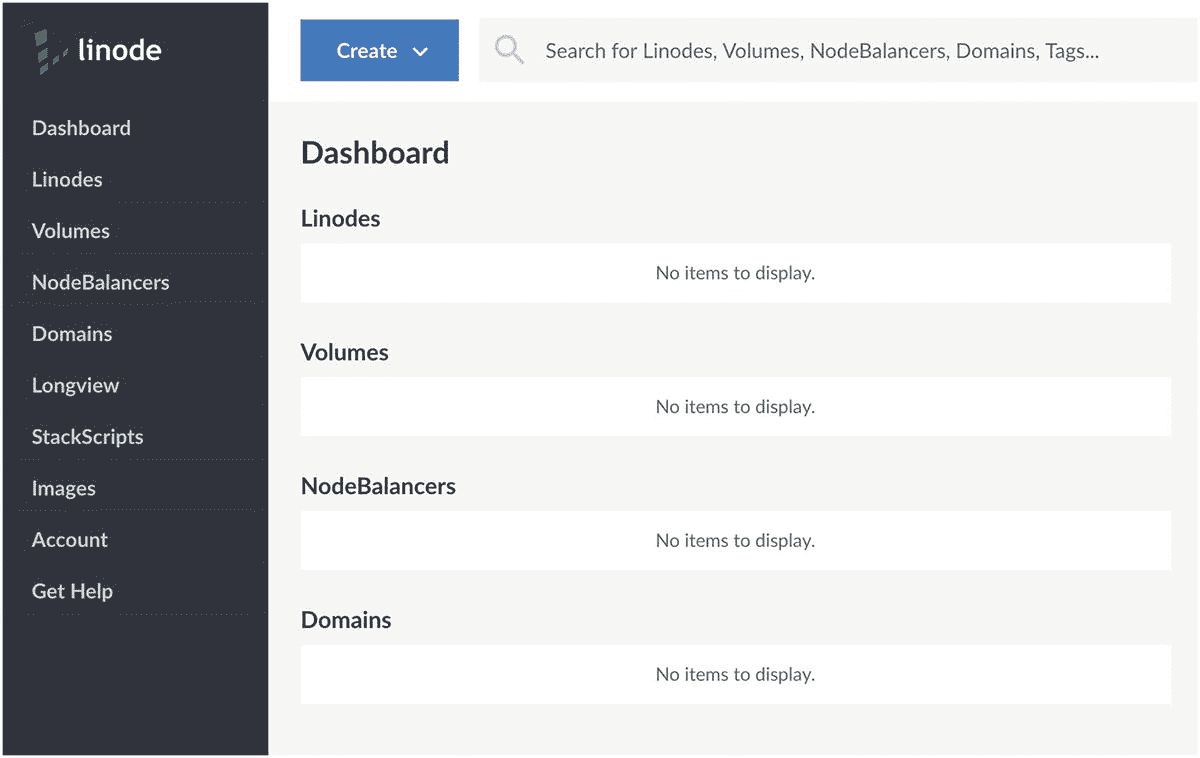 linode
Create
Search for Linodes, Volumes, NodeBalancers, Domains, Tags...
Dashboard
Linodes
Volumes
NodeBalancers
Domains
Longview
StackScripts
Images
Account
Get Help
Dashboard
Linodes
No items to display.
Volumes
No items to display.
NodeBalancers
No items to display.
Domains
No items to display.